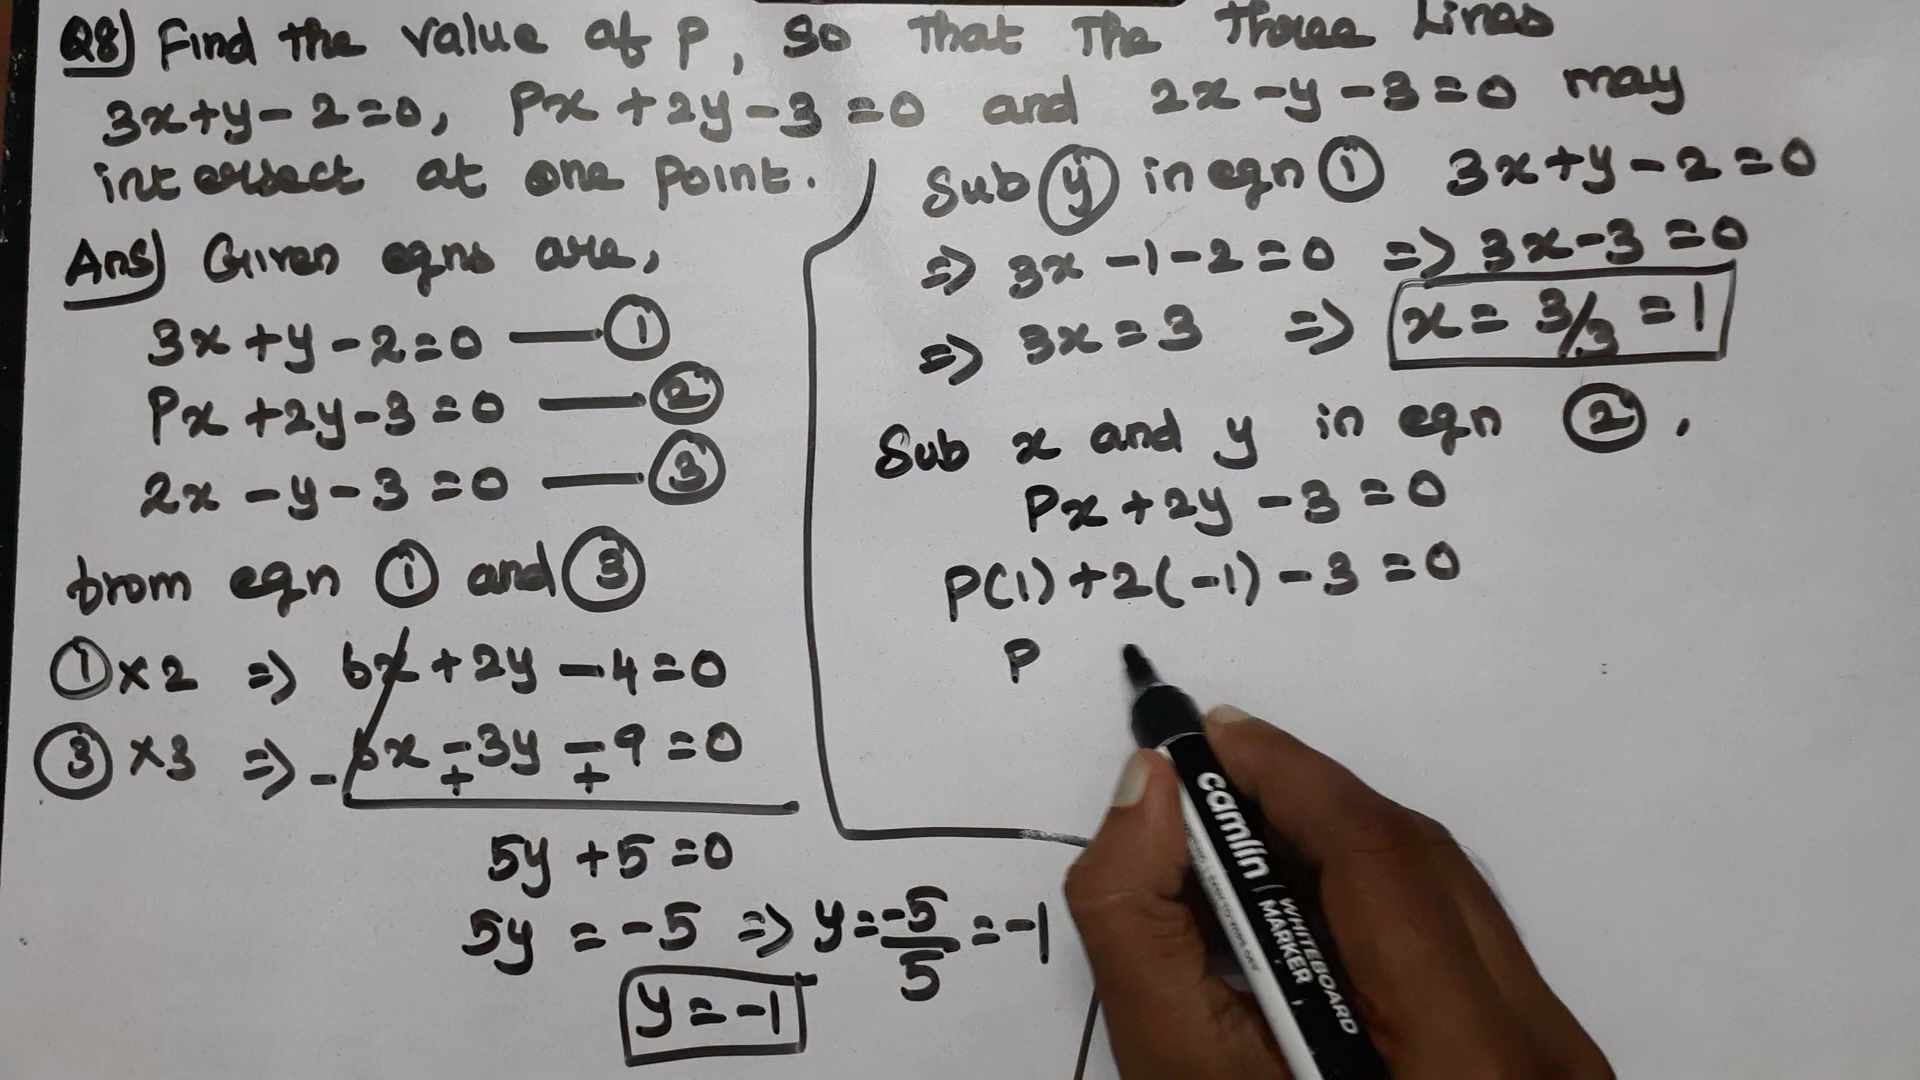 Q8) Find the value of P, so that the three Lines
3x+y-2=0, Px+2y-3=0 and 2x-y-3=0 may
intersect at one point.
Ans) Given eqns are,
3x+y-2=0 —— ①
Px+2y-3=0 —— ②
2x-y-3=0 —— ③
from eqn ① and ③
①×2 => 6x+2y-4=0
③×3 => -6x-3y-9=0
+ +
5y+5=0
5y=-5 => y=-5/5=-1
y=-1
Sub ⓨ in eqn ① 3x+y-2=0
=> 3x-1-2=0 => 3x-3=0
=> 3x=3 => x=3/3=1
Sub x and y in eqn ②.
Px+2y-3=0
P(1)+2(-1)-3=0
P
camlin WHITEBOARD MARKER